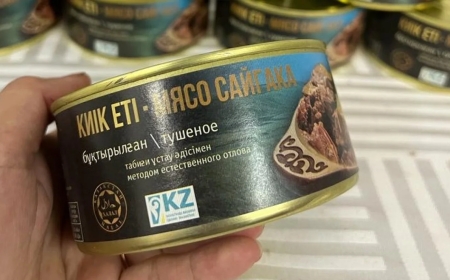 КИІК ЕТІ - МЯСО САЙГАКА
бұқтырылған \ тушеное
табиғи ұстау әдісімен
методом естественного отлова
KZ